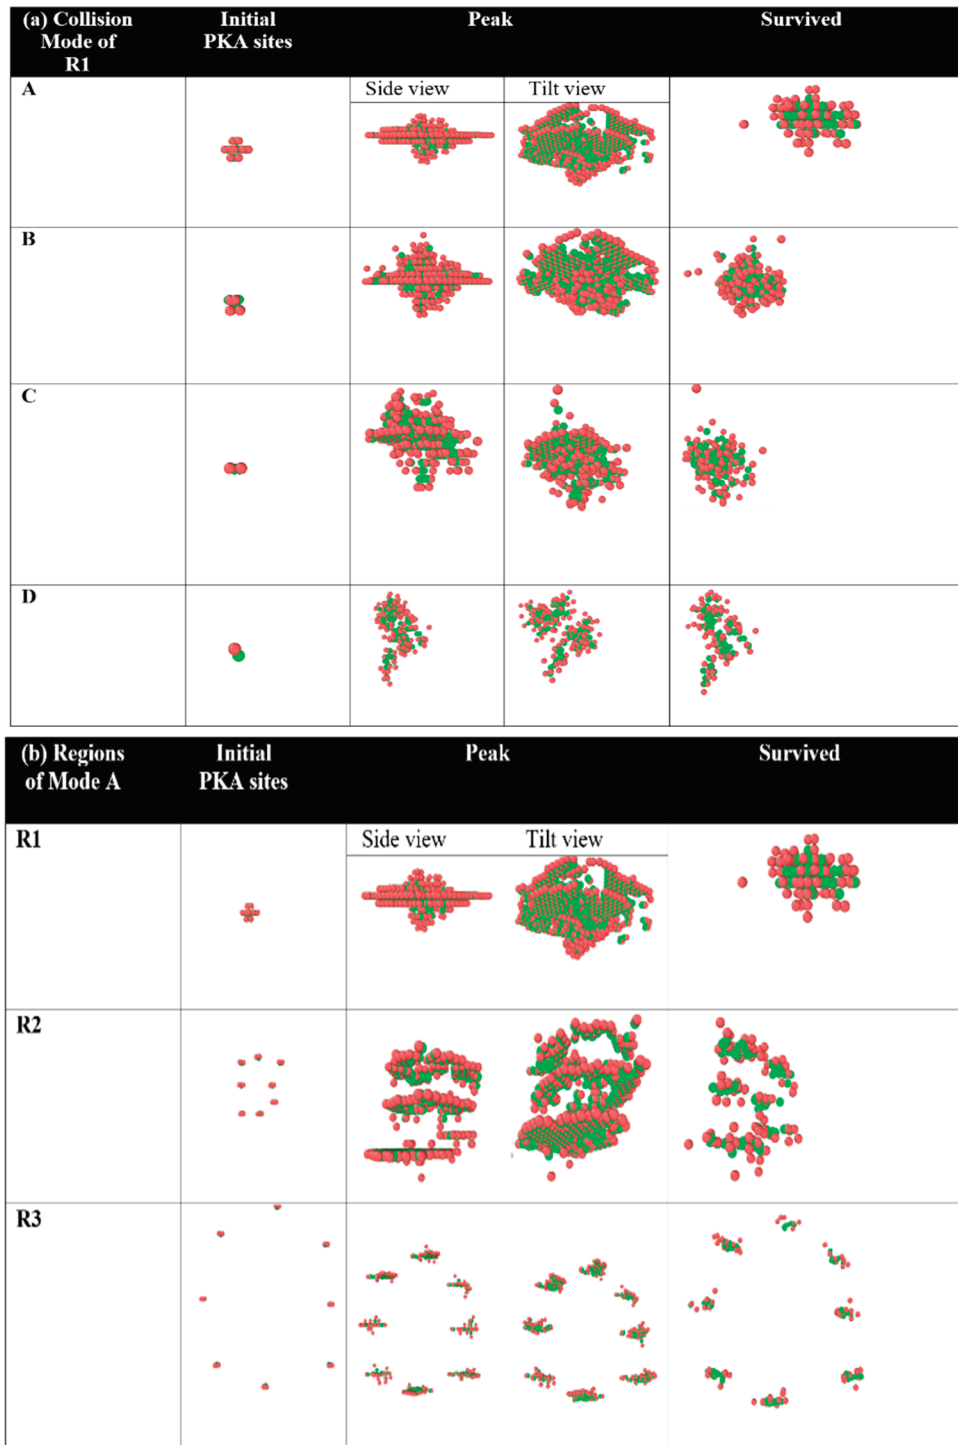 (a) Collision Mode of R1
Initial PKA sites
Peak
Survived
A
Side view
Tilt view
B
C
D
(b) Regions of Mode A
Initial PKA sites
Peak
Survived
R1
Side view
Tilt view
R2
R3